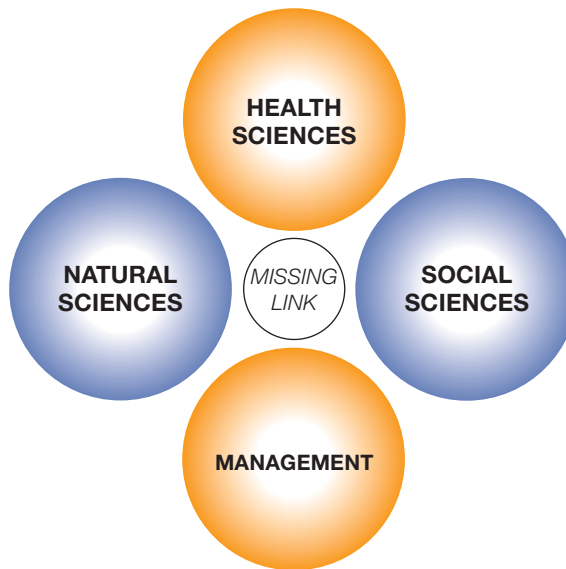 HEALTH
SCIENCES
NATURAL
SCIENCES
MISSING
LINK
SOCIAL
SCIENCES
MANAGEMENT